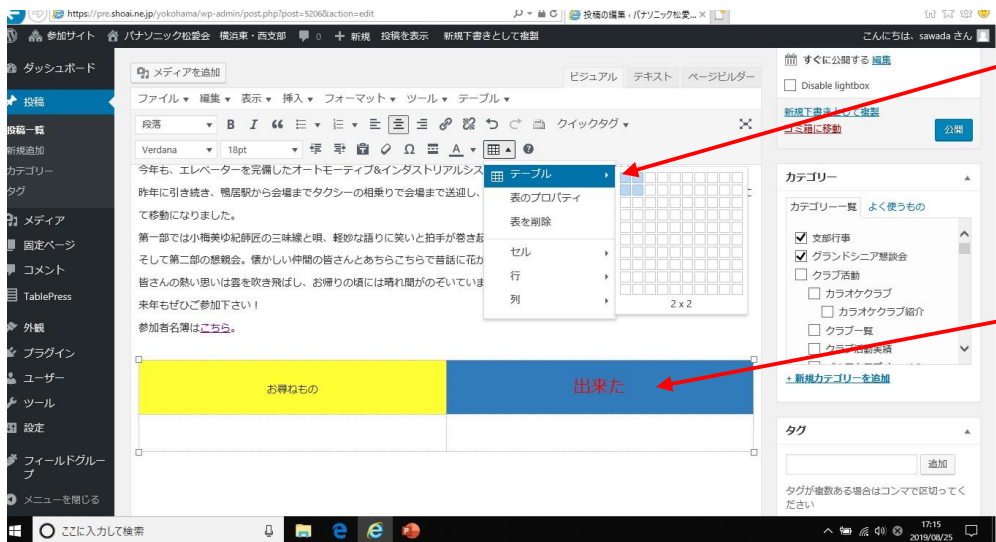 https://pre.shoai.ne.jp/yokohama/wp-admin/post.php?post=5206&action=edit
投稿の編集 ‹ パナソニック松愛... ×
参加サイト パナソニック松愛会 横浜東・西支部 0 + 新規 投稿を表示 新規下書きとして複製 こんにちは、sawada さん
ダッシュボード
投稿
投稿一覧
新規追加
カテゴリー
タグ
メディア
固定ページ
コメント
TablePress
外観
プラグイン
ユーザー
ツール
設定
フィールドグループ
メニューを閉じる
メディアを追加
ビジュアル テキスト ページビルダー
ファイル 編集 表示 挿入 フォーマット ツール テーブル
段落 B I クイックタグ
Verdana 18pt
今年も、エレベーターを完備したオートモーティブ&インダストリアルシス
昨年に引き続き、鴨居駅から会場までタクシーの相乗りで会場まで送迎し、
て移動になりました。
第一部では小梅美ゆ紀師匠の三味線と唄、軽妙な語りに笑いと拍手が巻き起
そして第二部の懇親会。懐かしい仲間の皆さんとあちらこちらで昔話に花が
皆さんの熱い思いは雲を吹き飛ばし、お帰りの頃には晴れ間がのぞいていま
来年もぜひご参加下さい！
参加者名簿はこちら。
テーブル
表のプロパティ
表を削除
セル
行
列
2 x 2
お尋ねもの 出来た
すぐに公開する 編集
Disable lightbox
新規下書きとして複製
ゴミ箱に移動 公開
カテゴリー
カテゴリー一覧 よく使うもの
支部行事
グランドシニア懇談会
クラブ活動
カラオケクラブ
カラオケクラブ紹介
クラブ一覧
クラブ活動実績
+ 新規カテゴリーを追加
タグ
追加
タグが複数ある場合はコンマで区切ってください
ここに入力して検索
17:15
2019/08/25